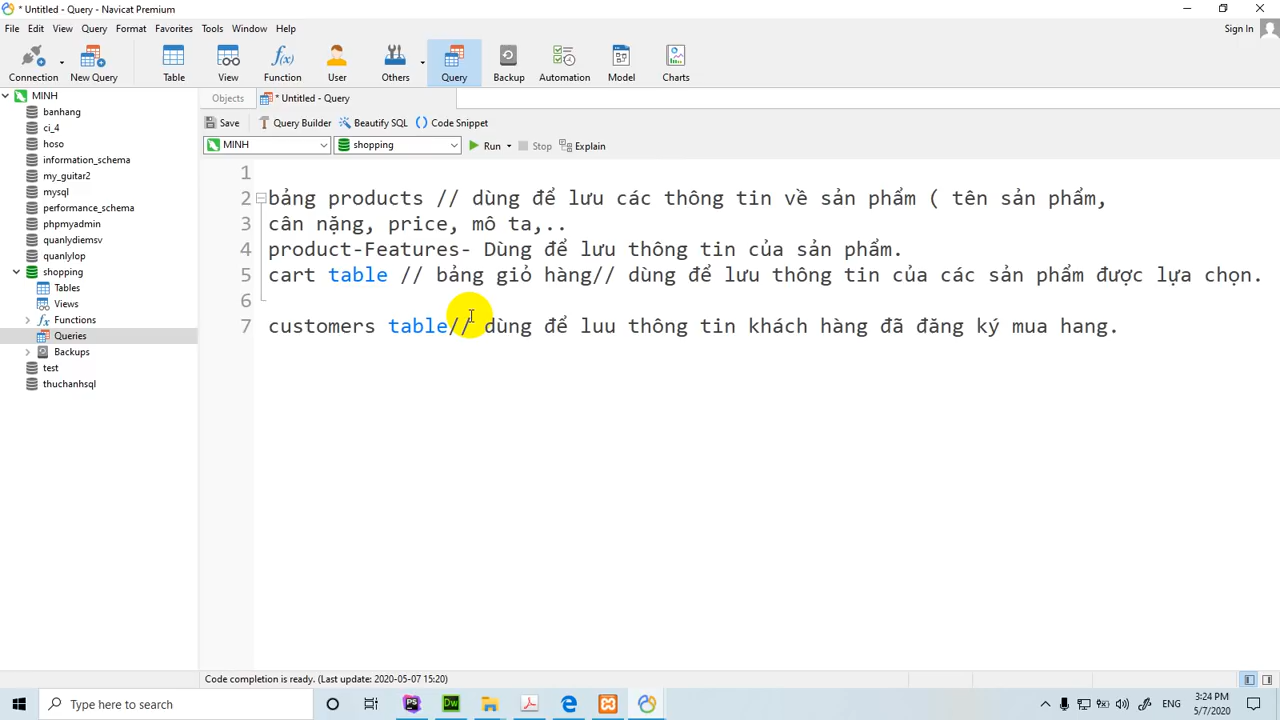 * Untitled - Query - Navicat Premium
File Edit View Query Format Tools Window Help
Sign In
Connection New Query Table View Function User Others Query Backup Automation Model Charts
MINH
banhang
ci_4
hoso
information_schema
my_guitar2
mysql
performance_schema
phpmyadmin
quanlydiemsv
quanlylop
shopping
Tables
Views
Functions
Queries
Backups
test
thuchanhsql
Objects * Untitled - Query
Save Query Builder Beautify SQL () Code Snippet
MINH shopping Run Stop Explain
1
2 bảng products // dùng để lưu các thông tin về sản phẩm ( tên sản phẩm,
3 cân nặng, price, mô ta,..
4 product-Features- Dùng để lưu thông tin của sản phẩm.
5 cart table // bảng giỏ hàng// dùng để lưu thông tin của các sản phẩm được lựa chọn.
6
7 customers table// dùng để luu thông tin khách hàng đã đăng ký mua hang.
Code completion is ready. (Last update: 2020-05-07 15:20)
Type here to search
PS
Dw
ENG
3:24 PM
5/7/2020